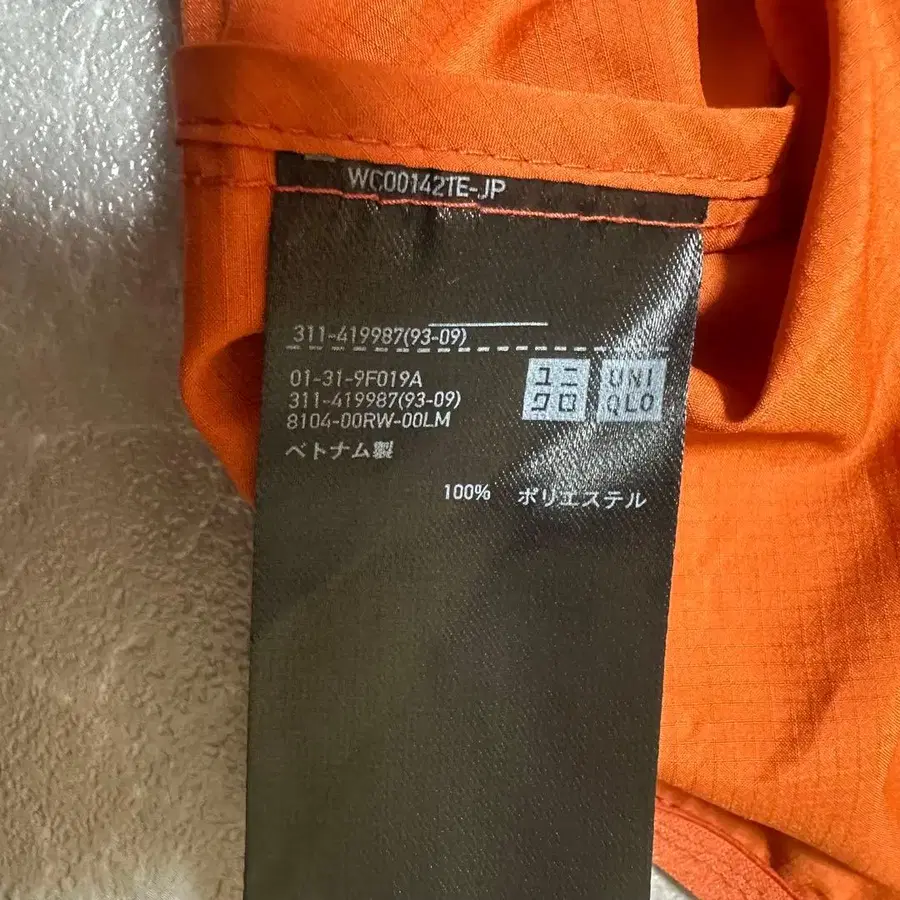 WC00142TE-JP
311-419987(93-09)
01-31-9F019A
311-419987(93-09)
8104-00RW-00LM
ベトナム製
ユニ
クロ
UNI
QLO
100% ポリエステル